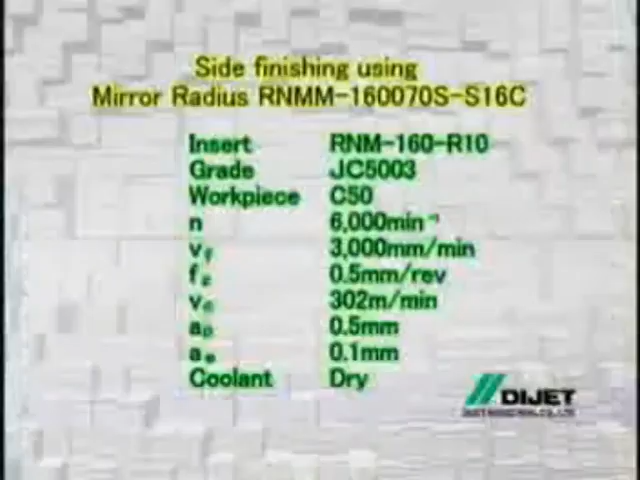 Side finishing using
Mirror Radius RNMM-160070S-S16C
Insert RNM-160-R10
Grade JC5003
Workpiece C50
n 6,000min⁻¹
vf 3,000mm/min
fz 0.5mm/rev
vc 302m/min
ap 0.5mm
ae 0.1mm
Coolant Dry
DIJET